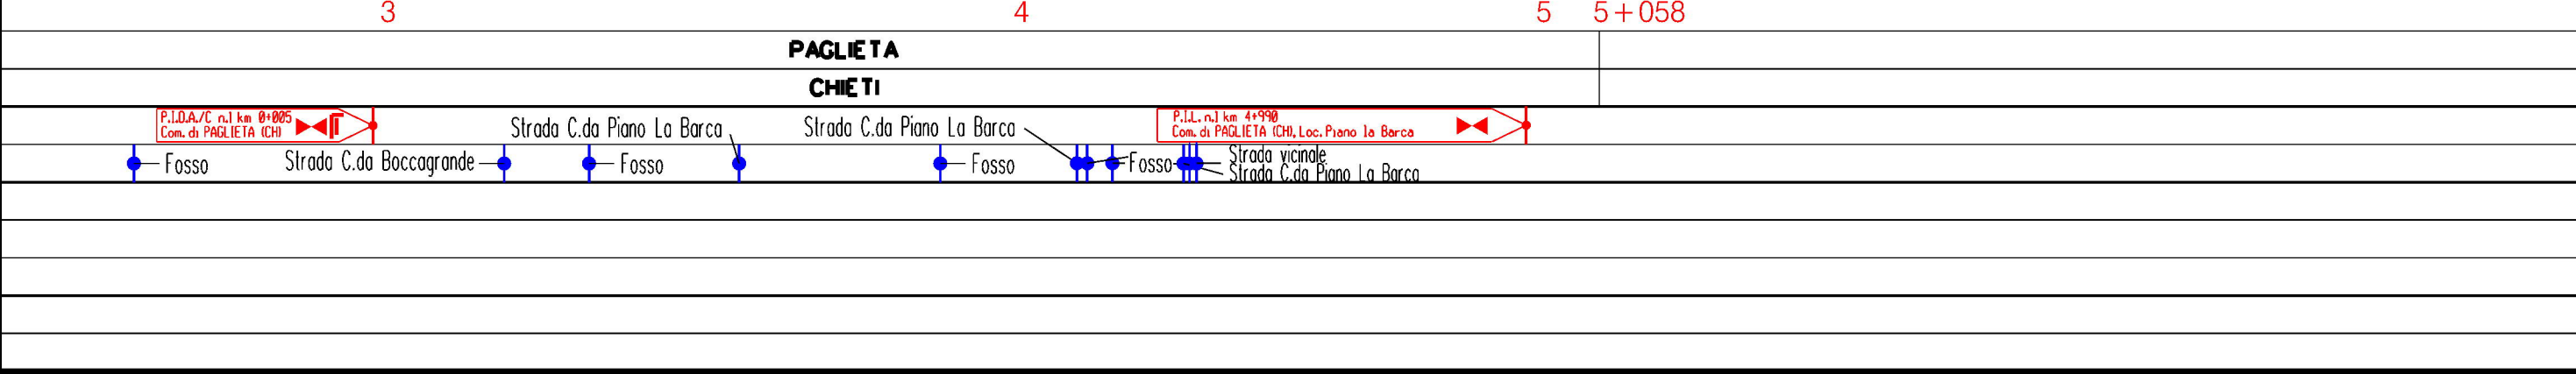 3 4 5 5+058
PAGLIETA
CHIETI
P.I.D.A./C n.1 km 0+005
Com. di PAGLIETA (CH)
Strada C.da Piano La Barca
Strada C.da Piano La Barca
P.I.L. n.1 km 4+990
Com. di PAGLIETA (CH), Loc. Piano la Barca
Fosso
Strada C.da Boccagrande
Fosso
Fosso
Fosso
Strada vicinale
Strada C.da Piano La Barca